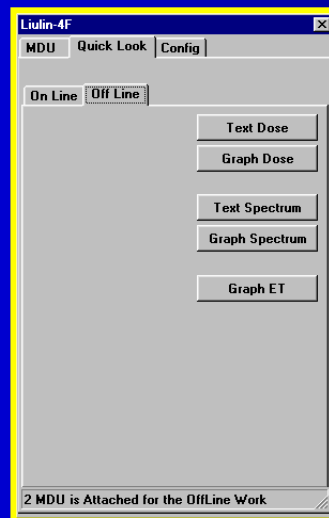 Liulin-4F
MDU Quick Look Config
On Line Off Line
Text Dose
Graph Dose
Text Spectrum
Graph Spectrum
Graph ET
2 MDU is Attached for the OffLine Work